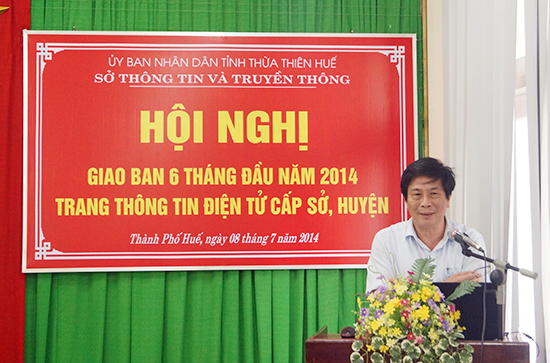 ỦY BAN NHÂN DÂN TỈNH THỪA THIÊN HUẾ
SỞ THÔNG TIN VÀ TRUYỀN THÔNG
HỘI NGHỊ
GIAO BAN 6 THÁNG ĐẦU NĂM 2014
TRANG THÔNG TIN ĐIỆN TỬ CẤP SỞ, HUYỆN
Thành Phố Huế, ngày 08 tháng 7 năm 2014